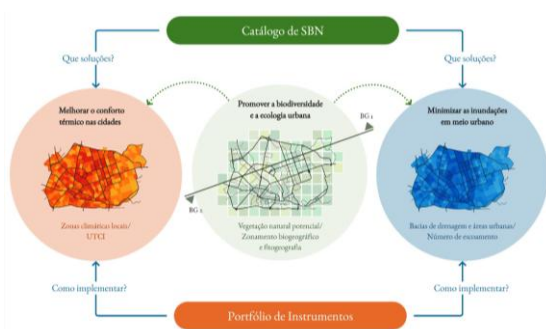 Catálogo de SBN
Que soluções?
Que soluções?
Melhorar o conforto
térmico nas cidades
Zonas climáticas locais/
UTCI
Promover a biodiversidade
e a ecologia urbana
BG 1
BG 2
Vegetação natural potencial/
Zonamento biogeográfico
e fitogeografia
Minimizar as inundações
em meio urbano
Bacias de drenagem e áreas urbanas/
Número de escoamento
Como implementar?
Como implementar?
Portfólio de Instrumentos